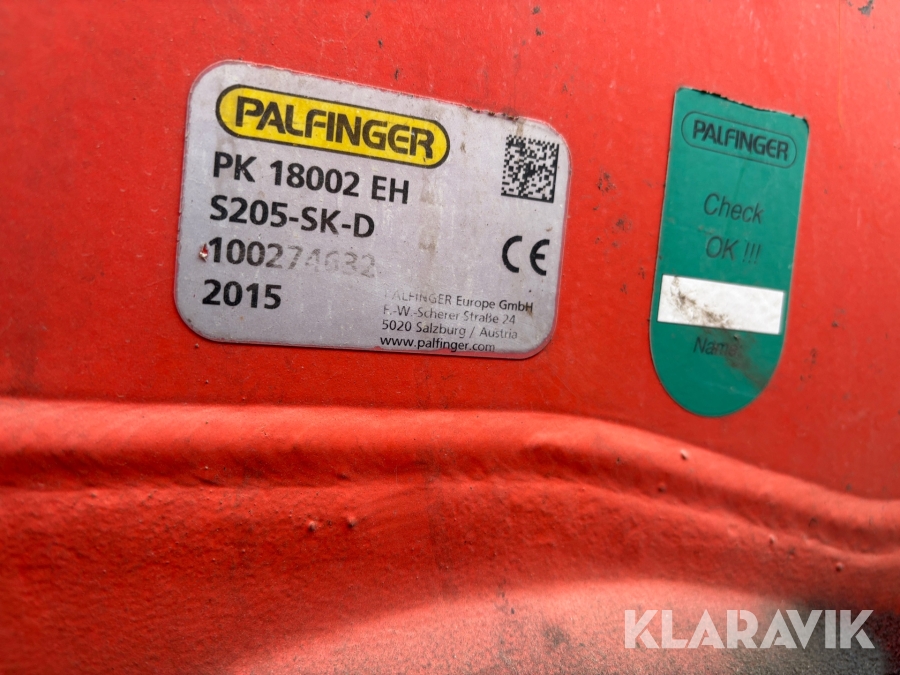 PALFINGER
PK 18002 EH
S205-SK-D
100274632
2015
CE
PALFINGER Europe GmbH
F.-W.-Scherer Straße 24
5020 Salzburg / Austria
www.palfinger.com
PALFINGER
Check
OK !!!
Name
KLARAVIK